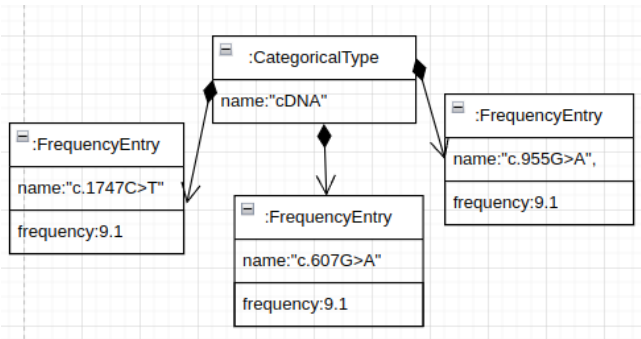 :CategoricalType
name:"cDNA"
:FrequencyEntry
name:"c.1747C>T"
frequency:9.1
:FrequencyEntry
name:"c.607G>A"
frequency:9.1
:FrequencyEntry
name:"c.955G>A",
frequency:9.1